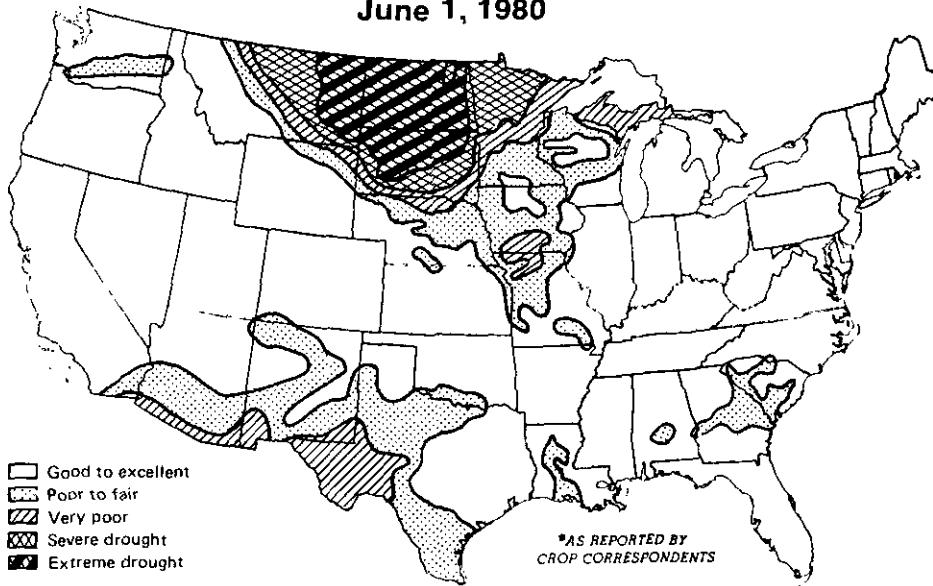 June 1, 1980
Good to excellent
Poor to fair
Very poor
Severe drought
Extreme drought
*AS REPORTED BY
CROP CORRESPONDENTS